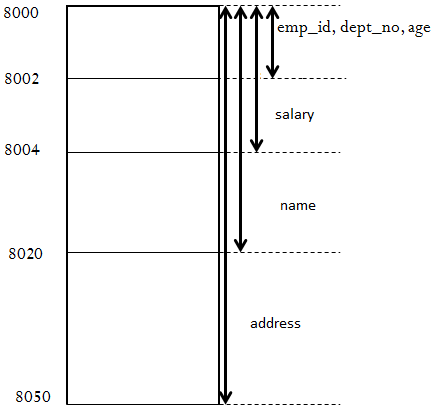 8000
emp_id, dept_no, age
8002
salary
8004
name
8020
address
8050